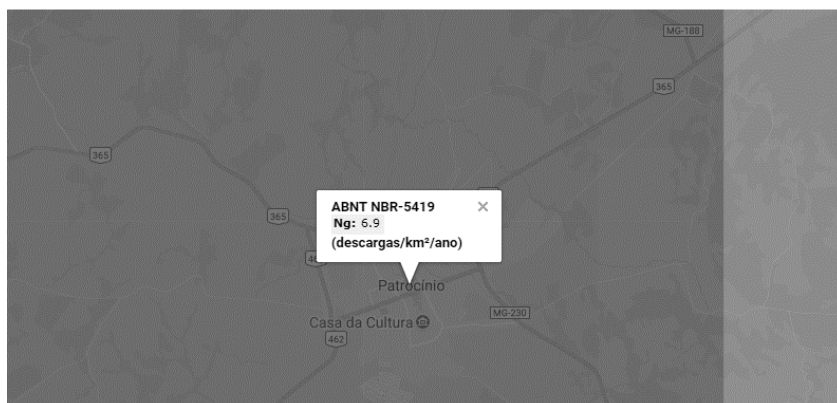 MG-188
365
365
365
ABNT NBR-5419
Ng: 6.9
(descargas/km²/ano)
Patrocínio
MG-230
Casa da Cultura
462